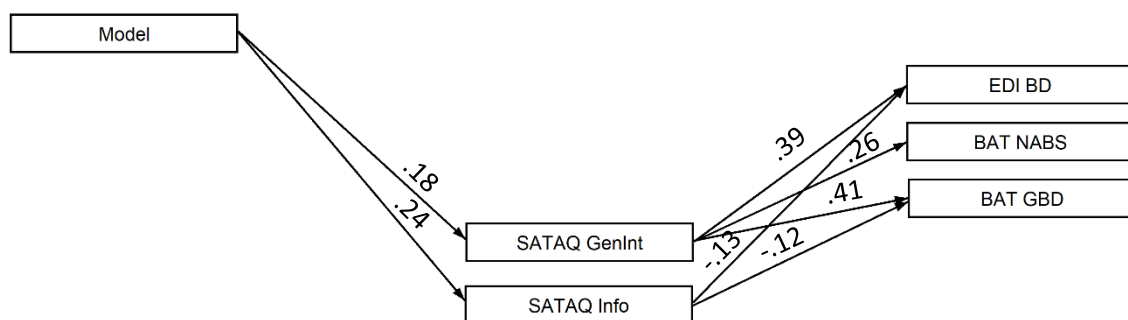 Model
EDI BD
BAT NABS
BAT GBD
.39
.26
.41
.18
.24
-.13
-.12
SATAQ GenInt
SATAQ Info